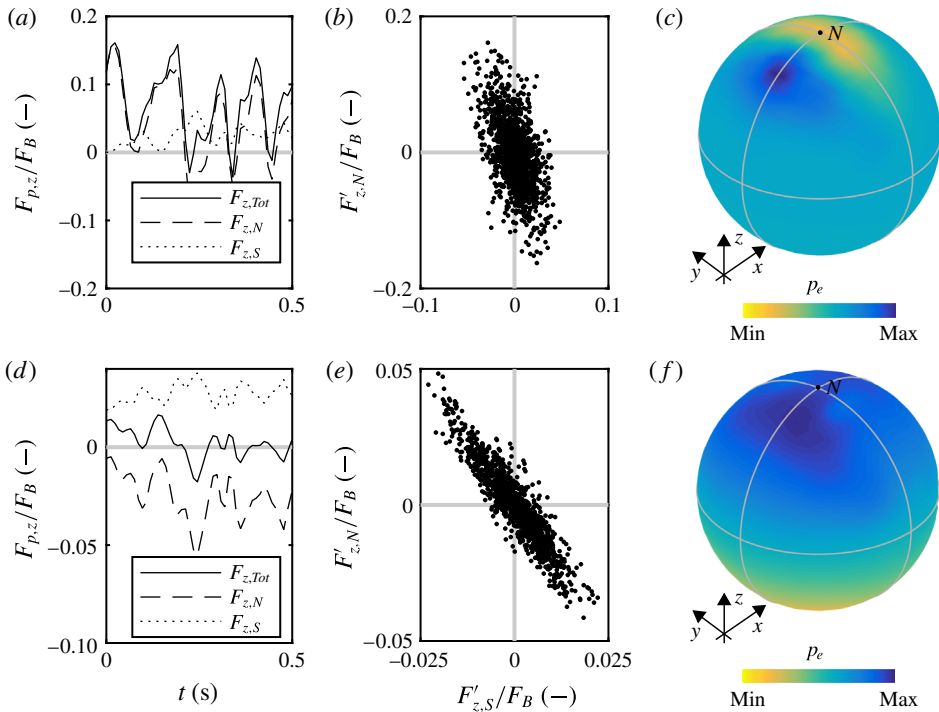 (a)
0.2
0.1
0
−0.1
−0.2
F_{p,z}/F_B (—)
F_{z,Tot}
F_{z,N}
F_{z,S}
0
0.5
(b)
0.2
0
−0.2
F′_{z,N}/F_B (—)
−0.1
0
0.1
(c)
N
z
y
x
p_e
Min
Max
(d)
0
−0.05
−0.10
F_{p,z}/F_B (—)
F_{z,Tot}
F_{z,N}
F_{z,S}
0
0.5
t (s)
(e)
0.05
0
−0.05
F′_{z,N}/F_B (—)
−0.025
0
0.025
F′_{z,S}/F_B (—)
(f)
N
z
y
x
p_e
Min
Max